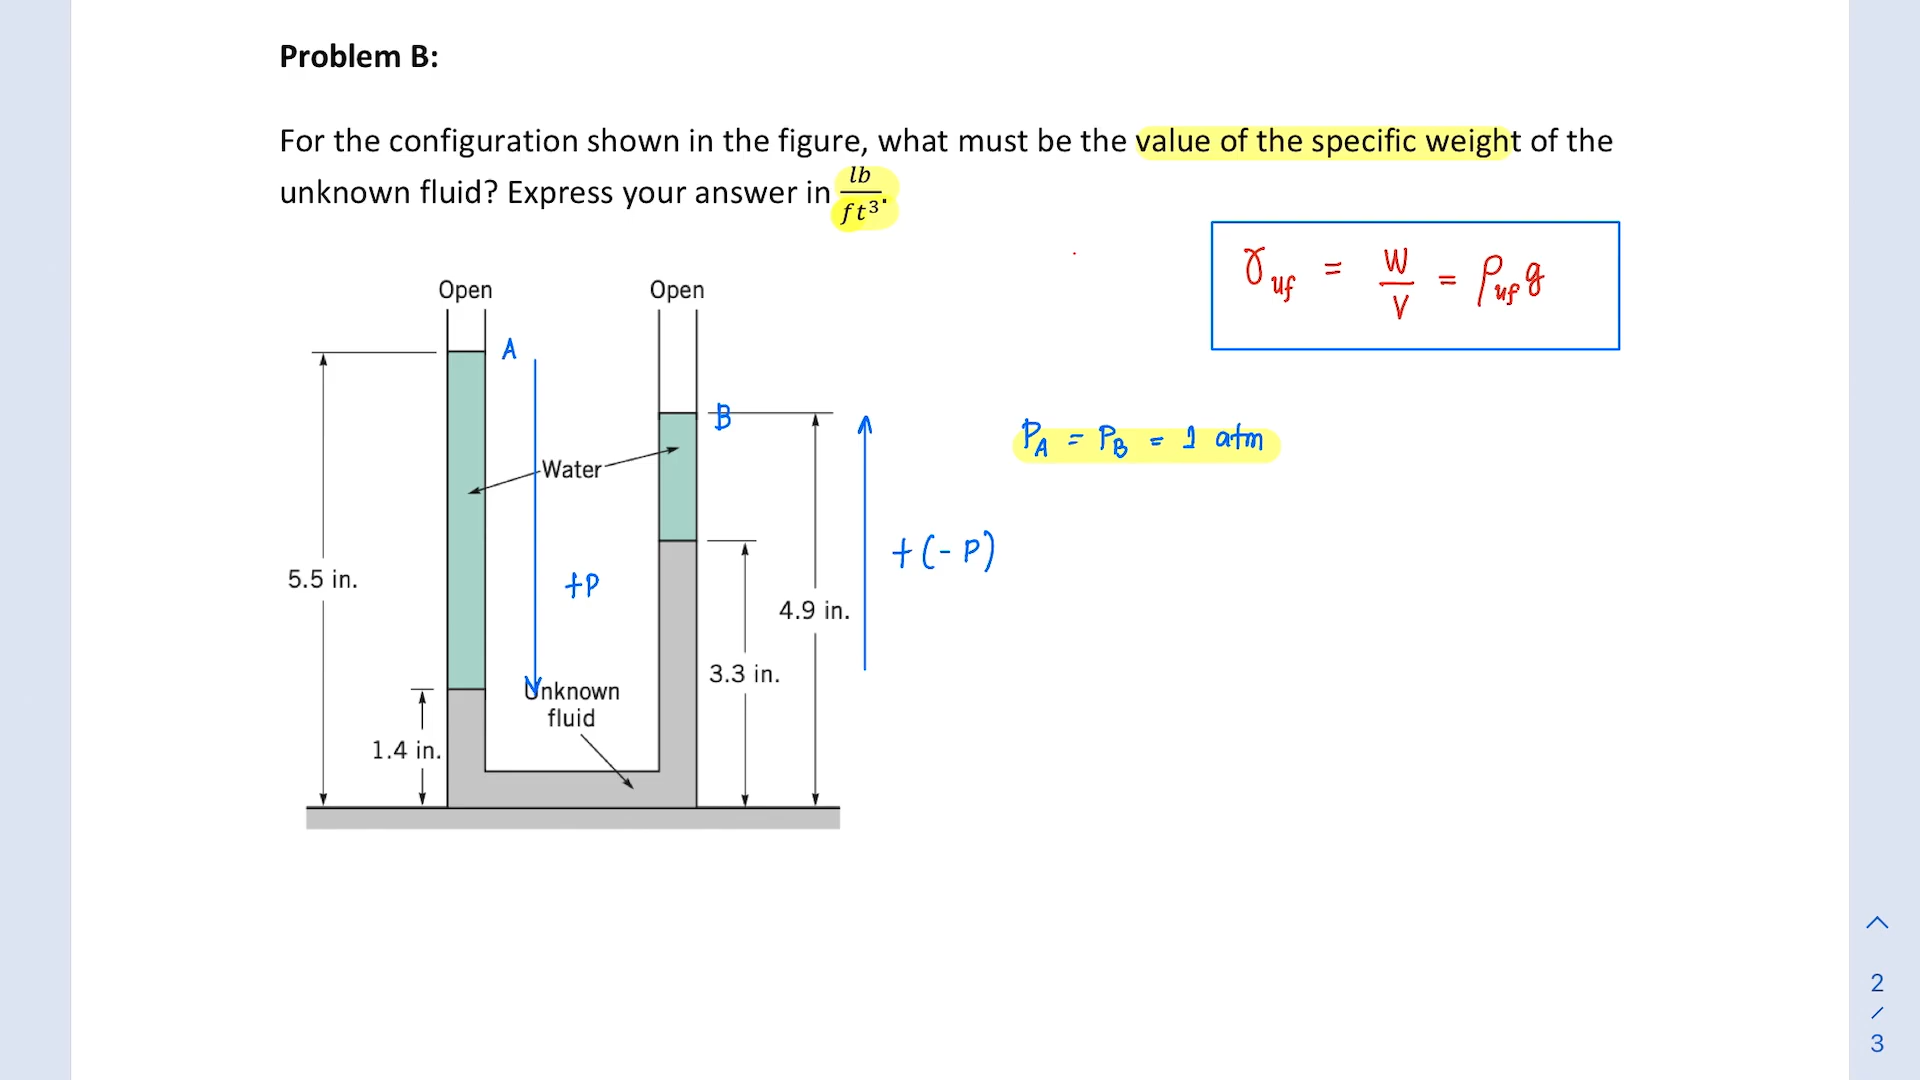 Problem B:
For the configuration shown in the figure, what must be the value of the specific weight of the
unknown fluid? Express your answer in lb/ft³.
γuf = W/V = ρuf g
Open Open
A
B
PA = PB = 1 atm
Water
+(-P)
5.5 in.
+P
4.9 in.
3.3 in.
Unknown
fluid
1.4 in.
2
/
3